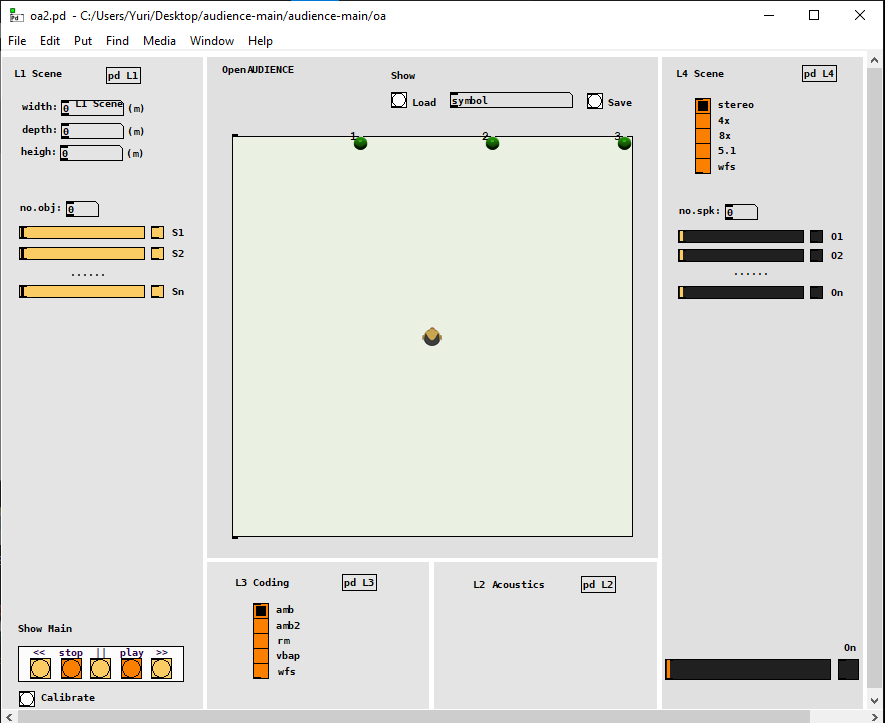 oa2.pd - C:/Users/Yuri/Desktop/audience-main/audience-main/oa
File Edit Put Find Media Window Help
L1 Scene
pd L1
width: 0 L1 Scene (m)
depth: 0 (m)
heigh: 0 (m)
no.obj: 0
S1
S2
......
Sn
Show Main
<< stop || play >>
Calibrate
OpenAUDIENCE
Show
Load
symbol
Save
1 2 3
L3 Coding
pd L3
amb
amb2
rm
vbap
wfs
L2 Acoustics
pd L2
L4 Scene
pd L4
stereo
4x
8x
5.1
wfs
no.spk: 0
O1
O2
......
On
On